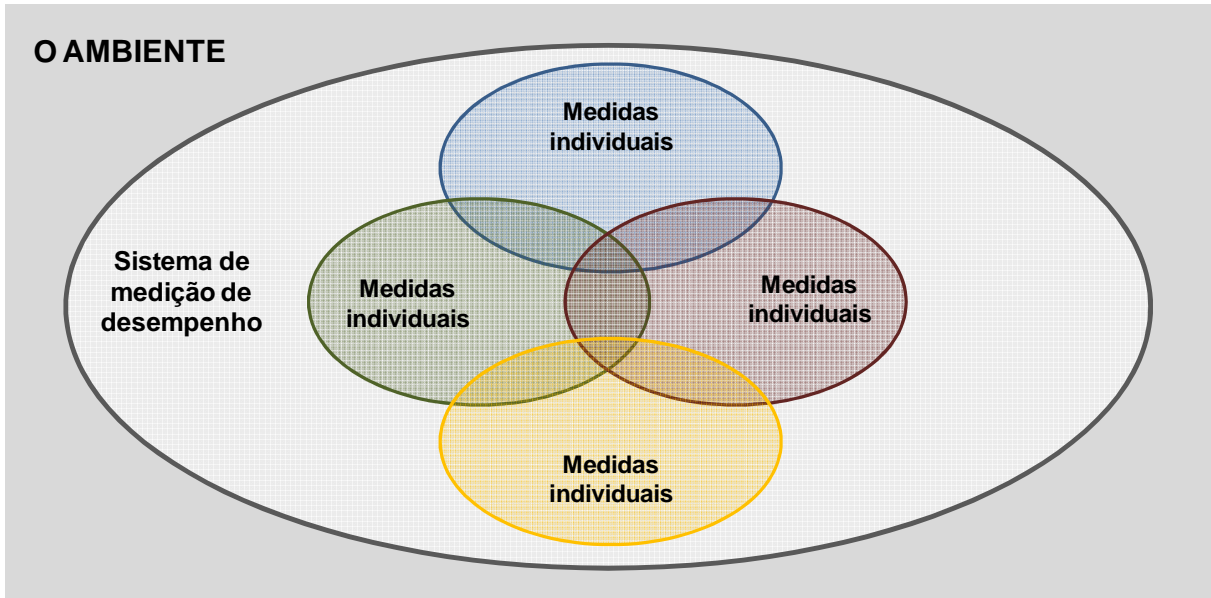 O AMBIENTE
Medidas
individuais
Sistema de
medição de
desempenho
Medidas
individuais
Medidas
individuais
Medidas
individuais